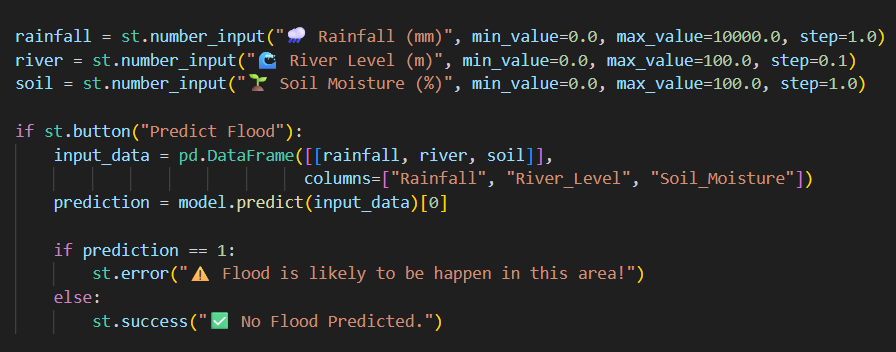 rainfall = st.number_input("🌧️ Rainfall (mm)", min_value=0.0, max_value=10000.0, step=1.0)
river = st.number_input("🌊 River Level (m)", min_value=0.0, max_value=100.0, step=0.1)
soil = st.number_input("🌱 Soil Moisture (%)", min_value=0.0, max_value=100.0, step=1.0)
if st.button("Predict Flood"):
    input_data = pd.DataFrame([[rainfall, river, soil]],
                              columns=["Rainfall", "River_Level", "Soil_Moisture"])
    prediction = model.predict(input_data)[0]
    if prediction == 1:
        st.error("⚠️ Flood is likely to be happen in this area!")
    else:
        st.success("✅ No Flood Predicted.")